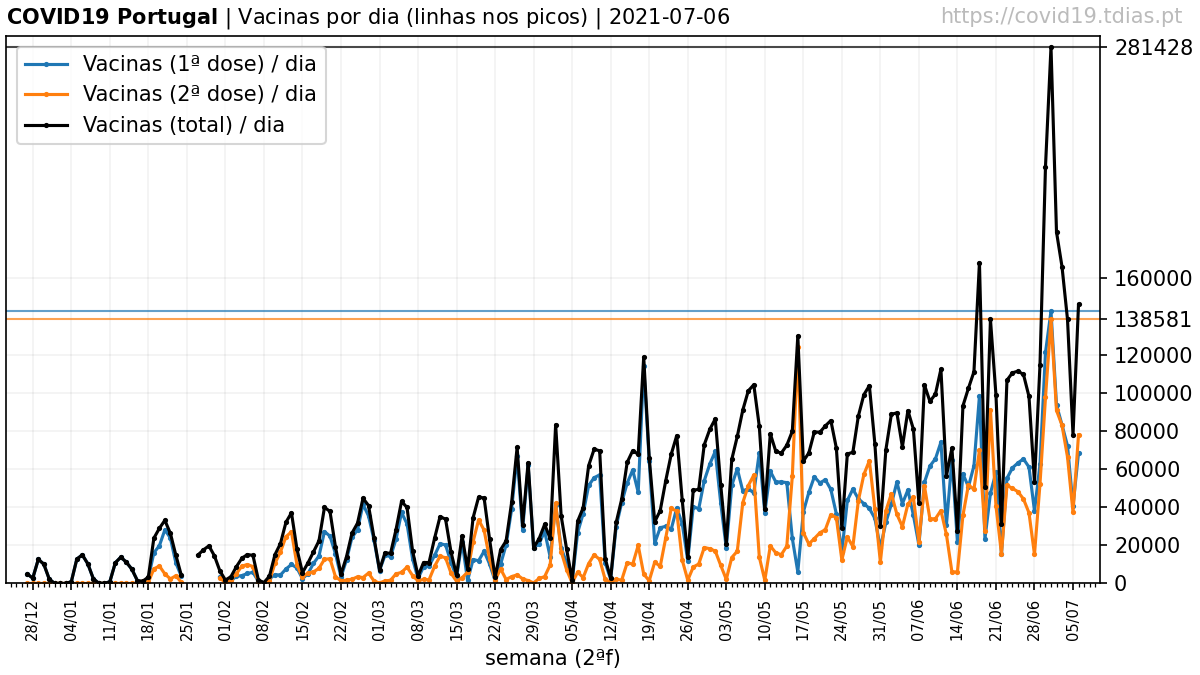 COVID19 Portugal | Vacinas por dia (linhas nos picos) | 2021-07-06
https://covid19.tdias.pt
Vacinas (1ª dose) / dia
Vacinas (2ª dose) / dia
Vacinas (total) / dia
281428
160000
138581
120000
100000
80000
60000
40000
20000
0
28/12 04/01 11/01 18/01 25/01 01/02 08/02 15/02 22/02 01/03 08/03 15/03 22/03 29/03 05/04 12/04 19/04 26/04 03/05 10/05 17/05 24/05 31/05 07/06 14/06 21/06 28/06 05/07
semana (2ªf)